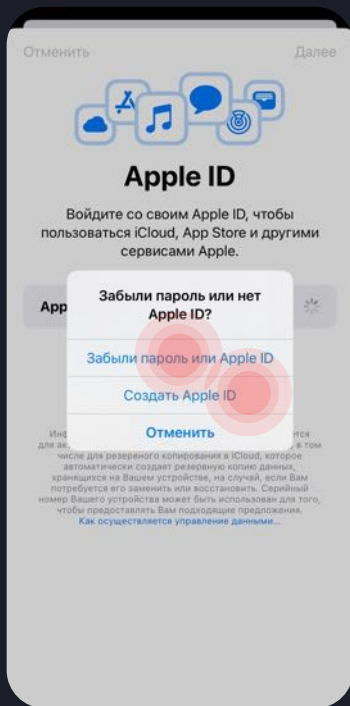 Отменить
Далее
Apple ID
Войдите со своим Apple ID, чтобы
пользоваться iCloud, App Store и другими
сервисами Apple.
App
Забыли пароль или нет
Apple ID?
Забыли пароль или Apple ID
Создать Apple ID
Отменить
в том
числе для резервного копирования в iCloud, которое
автоматически создает резервную копию данных,
хранящихся на Вашем устройстве, на случай, если Вам
потребуется его заменить или восстановить. Серийный
номер Вашего устройства может быть использован для того,
чтобы предоставлять Вам подходящие предложения.
Как осуществляется управление данными...